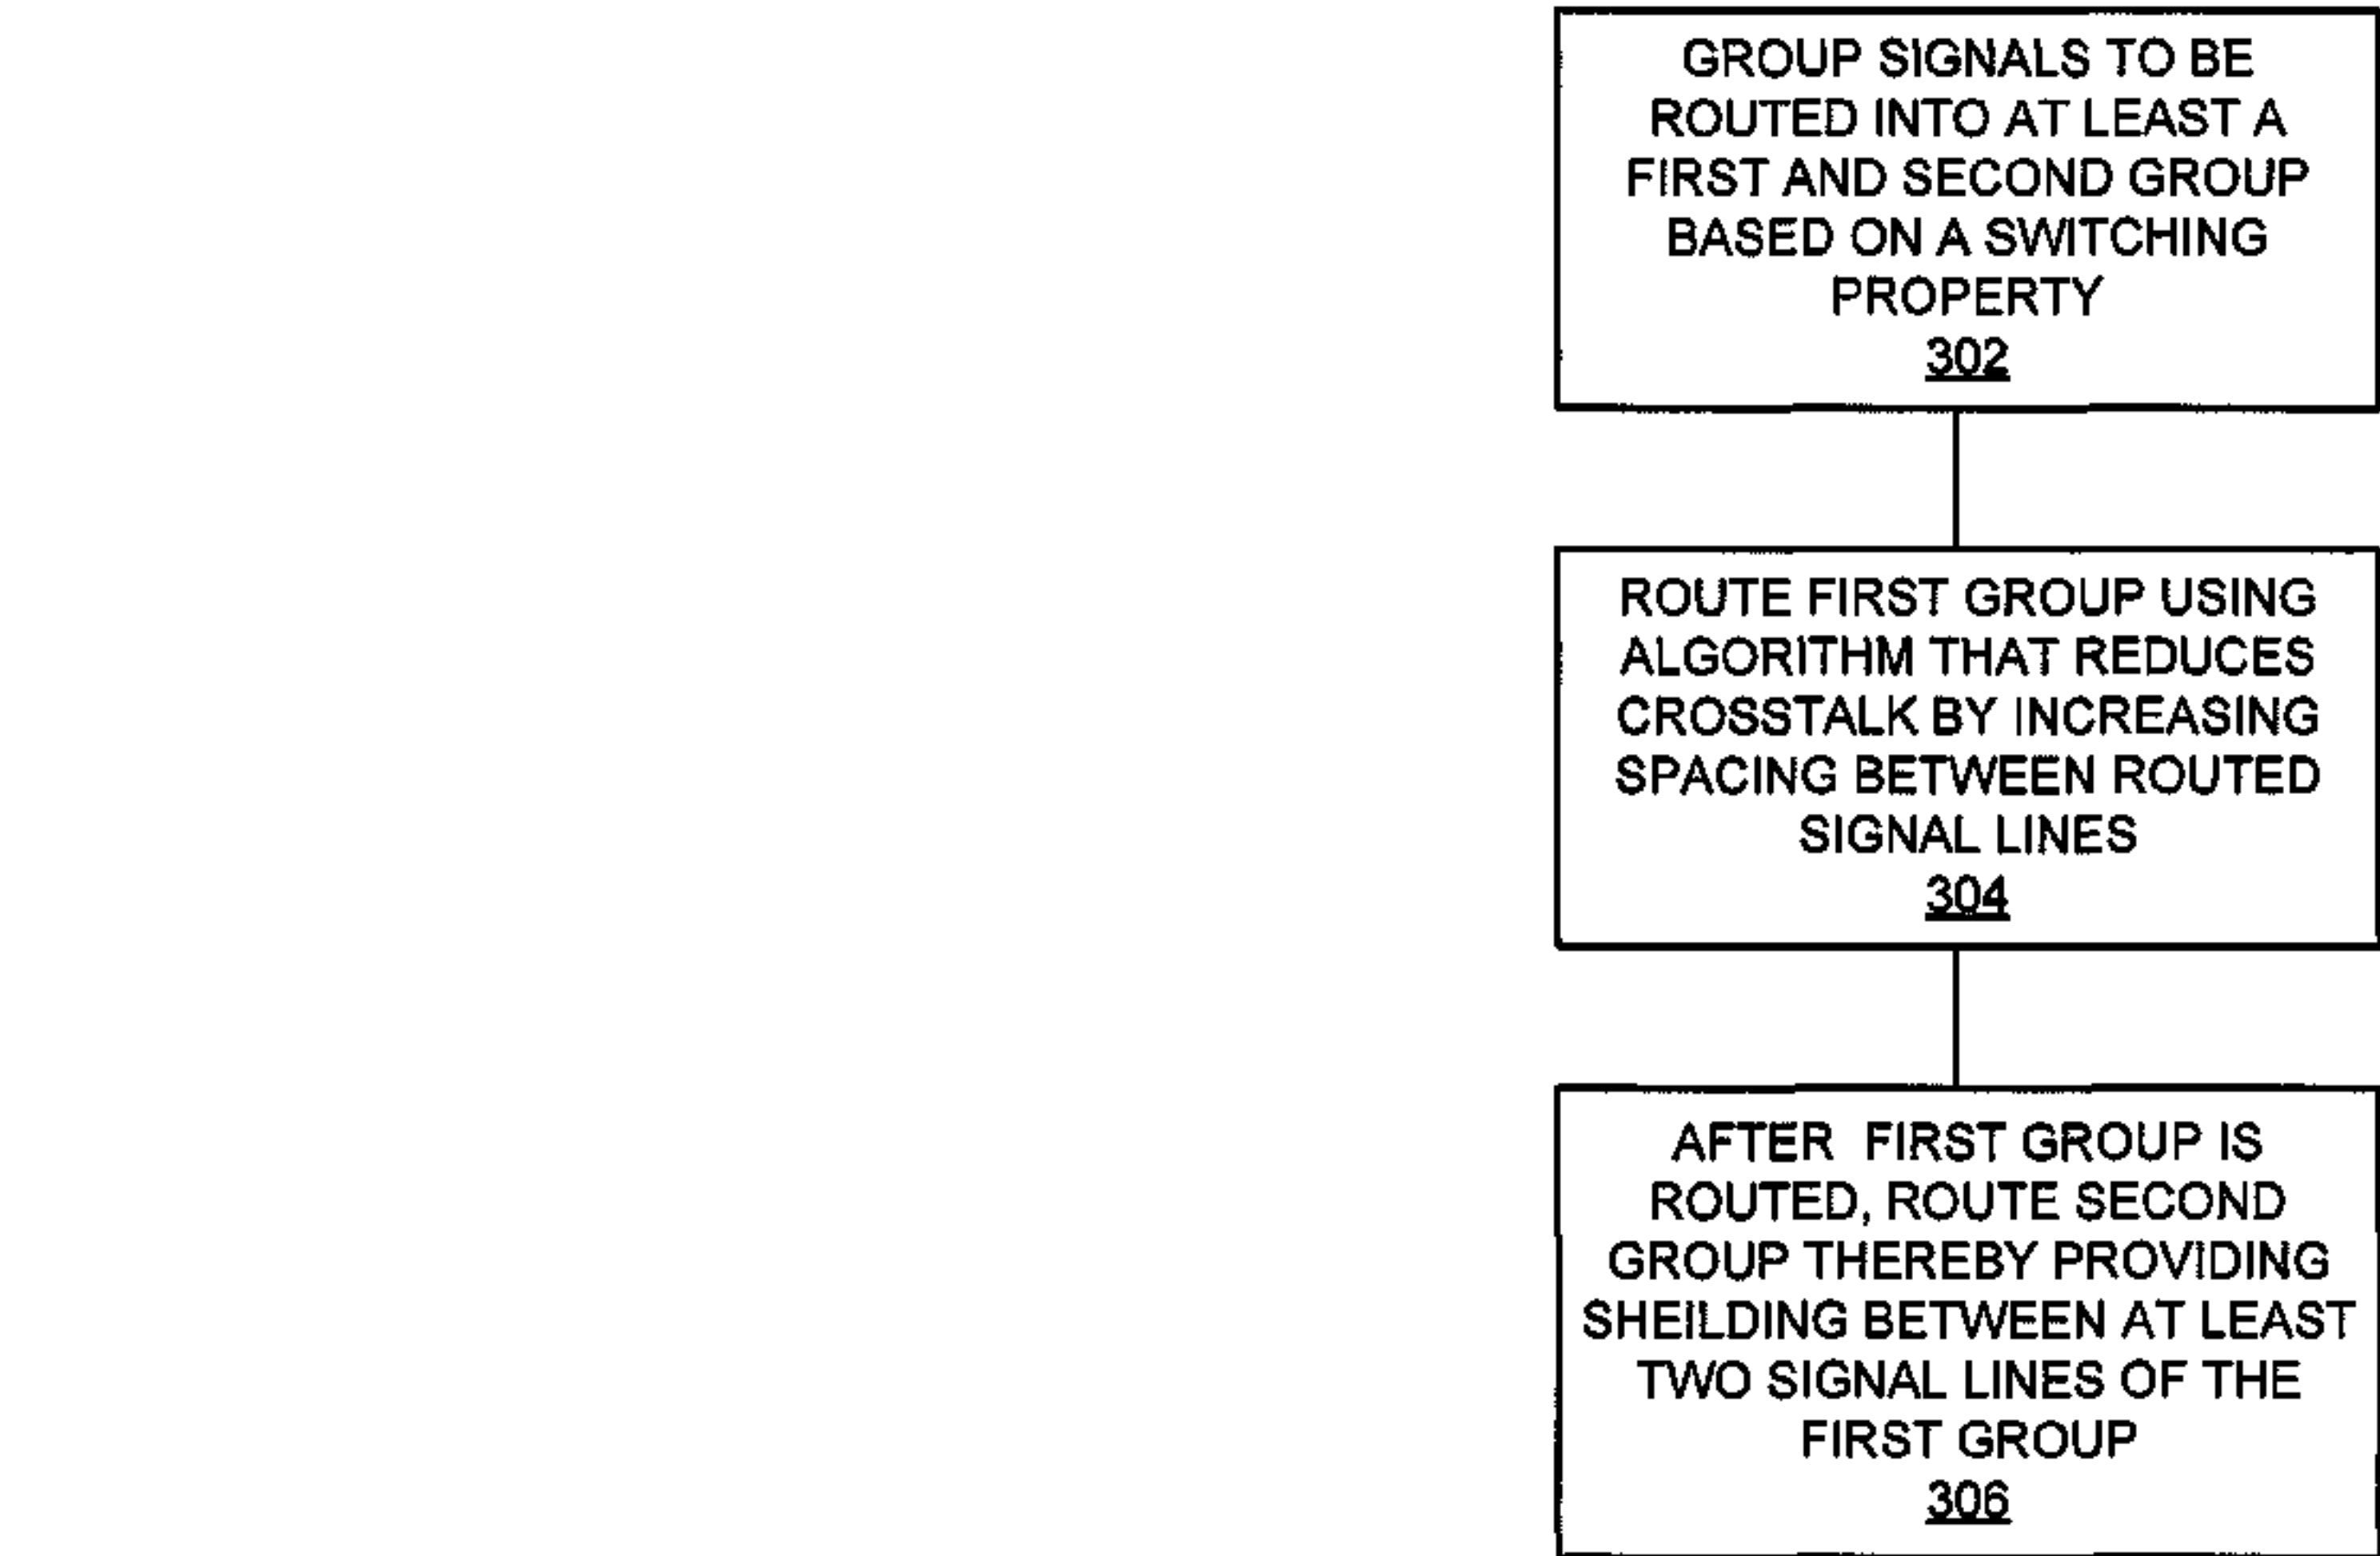 GROUP SIGNALS TO BE
ROUTED INTO AT LEAST A
FIRST AND SECOND GROUP
BASED ON A SWITCHING
PROPERTY
302
ROUTE FIRST GROUP USING
ALGORITHM THAT REDUCES
CROSSTALK BY INCREASING
SPACING BETWEEN ROUTED
SIGNAL LINES
304
AFTER FIRST GROUP IS
ROUTED, ROUTE SECOND
GROUP THEREBY PROVIDING
SHEILDING BETWEEN AT LEAST
TWO SIGNAL LINES OF THE
FIRST GROUP
306